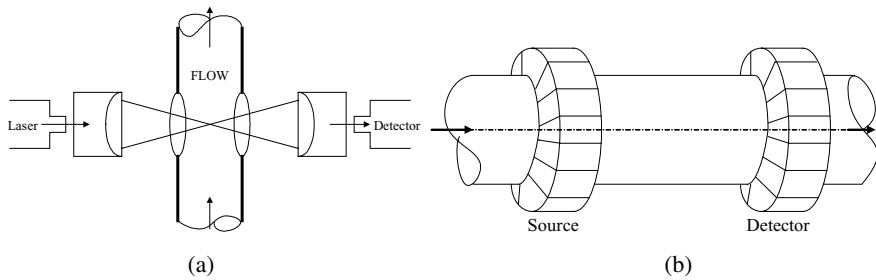 FLOW
Laser
Detector
Source
Detector
(a)
(b)